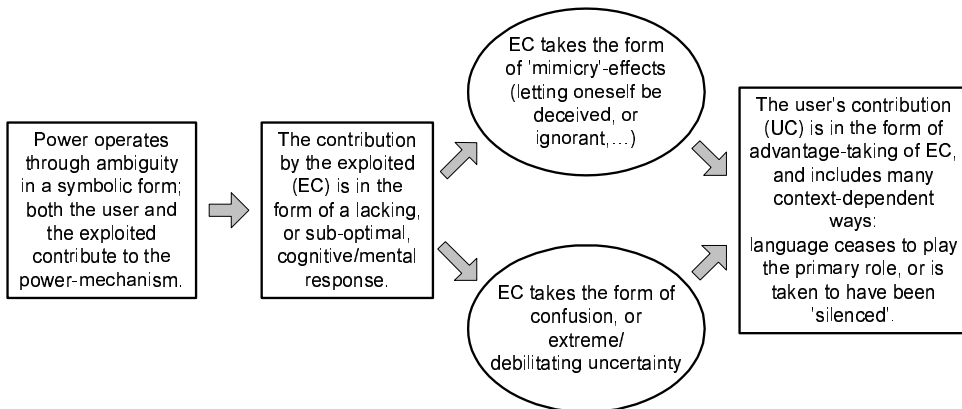 Power operates
through ambiguity
in a symbolic form;
both the user and
the exploited
contribute to the
power-mechanism.
The contribution
by the exploited
(EC) is in the
form of a lacking,
or sub-optimal,
cognitive/mental
response.
EC takes the form
of 'mimicry'-effects
(letting oneself be
deceived, or
ignorant,...)
EC takes the form of
confusion, or
extreme/
debilitating uncertainty
The user's contribution
(UC) is in the form of
advantage-taking of EC,
and includes many
context-dependent
ways:
language ceases to play
the primary role, or is
taken to have been
'silenced'.